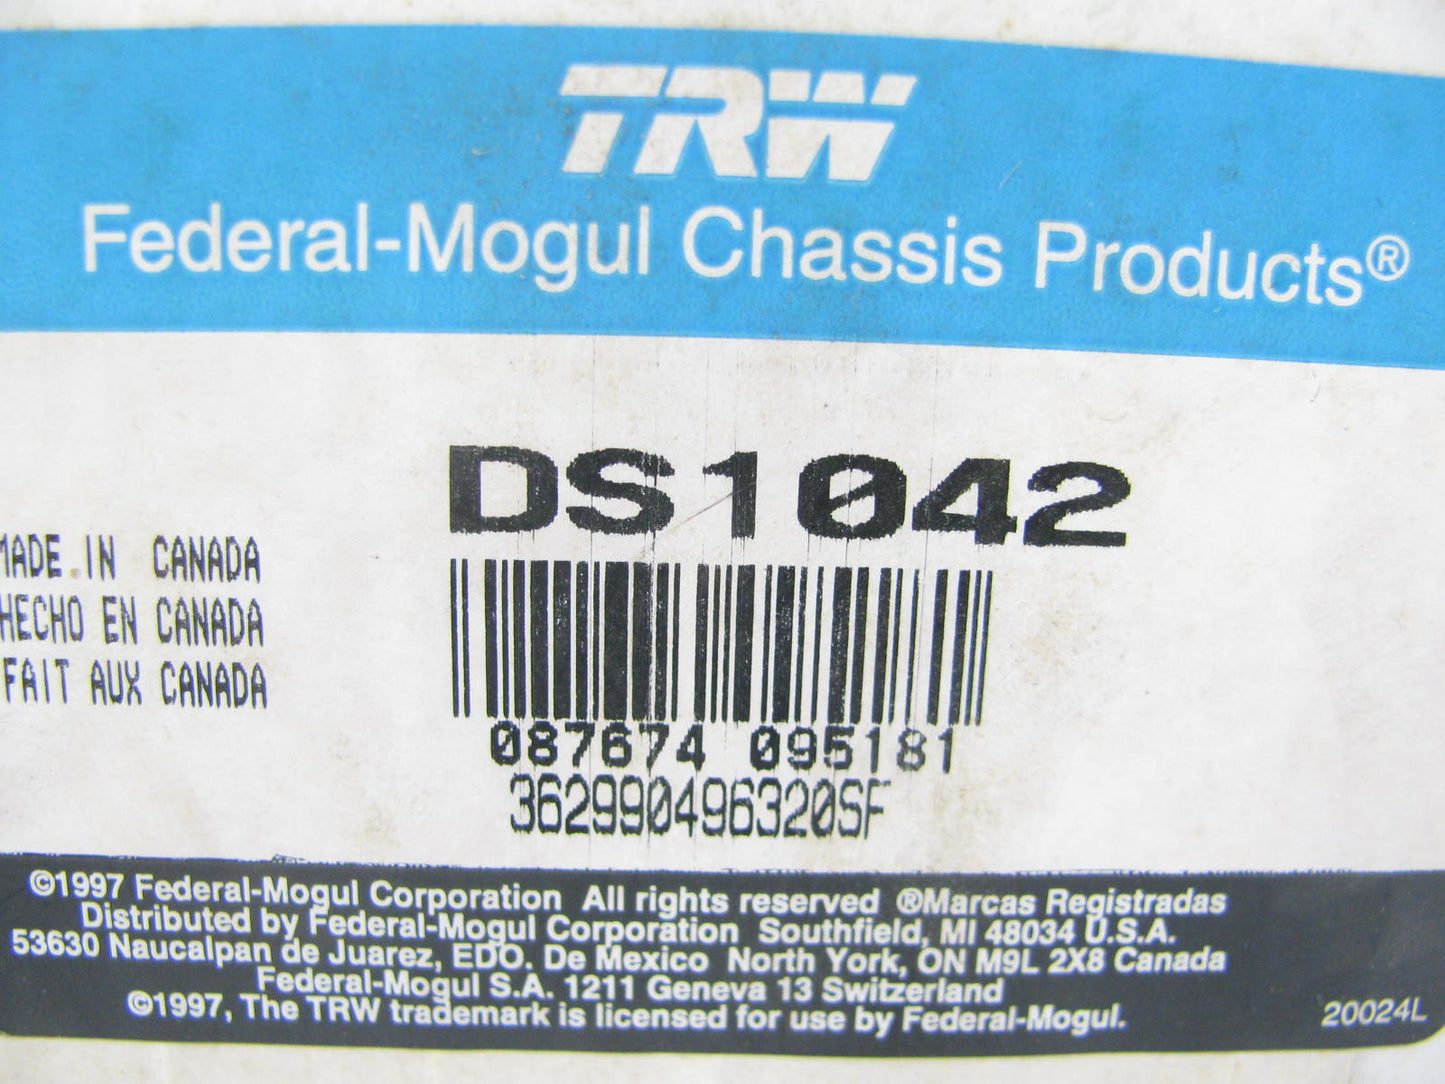 TRW
Federal-Mogul Chassis Products®
DS1042
MADE IN CANADA
HECHO EN CANADA
FAIT AUX CANADA
087674 095181
362990496320SF
©1997 Federal-Mogul Corporation All rights reserved ®Marcas Registradas
Distributed by Federal-Mogul Corporation Southfield, MI 48034 U.S.A.
53630 Naucalpan de Juarez, EDO. De Mexico North York, ON M9L 2X8 Canada
Federal-Mogul S.A. 1211 Geneva 13 Switzerland
©1997, The TRW trademark is licensed for use by Federal-Mogul.
20024L